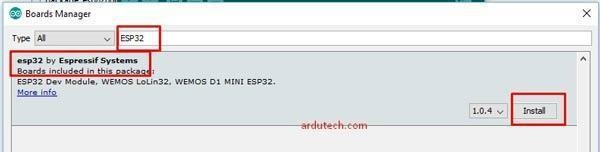 Boards Manager
Type All ESP32
esp32 by Espressif Systems
Boards included in this package:
ESP32 Dev Module, WEMOS LoLin32, WEMOS D1 MINI ESP32.
More info
1.0.4 Install
ardutech.com